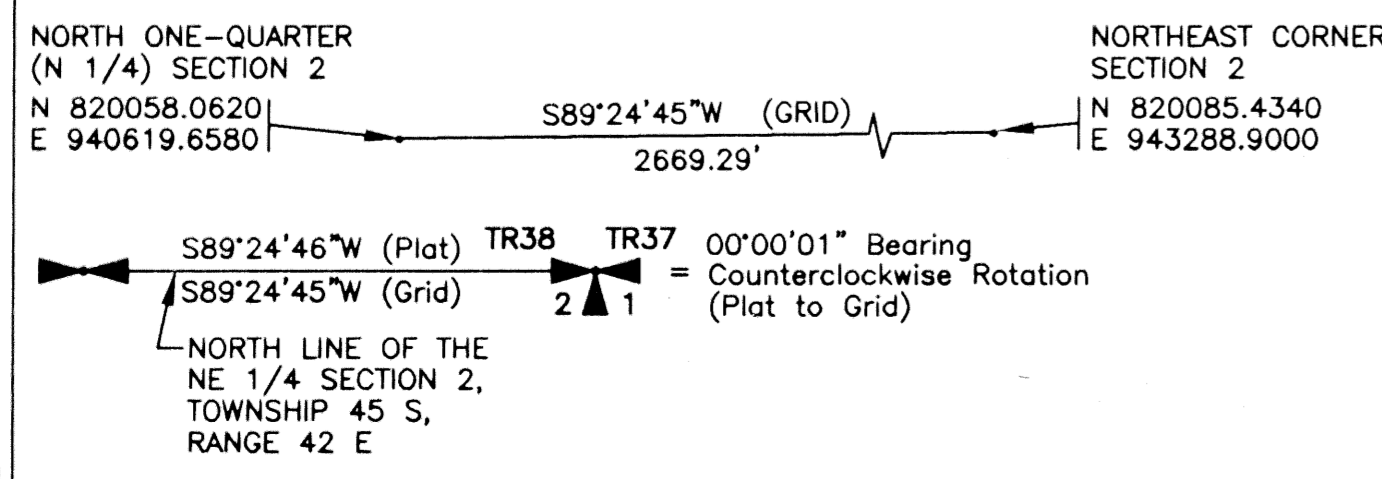 NORTH ONE-QUARTER
(N 1/4) SECTION 2
N 820058.0620
E 940619.6580
S89°24'45"W (GRID)
2669.29'
NORTHEAST CORNER
SECTION 2
N 820085.4340
E 943288.9000
S89°24'46"W (Plat)
S89°24'45"W (Grid)
TR38 TR37
2 1
= 00°00'01" Bearing
Counterclockwise Rotation
(Plat to Grid)
NORTH LINE OF THE
NE 1/4 SECTION 2,
TOWNSHIP 45 S,
RANGE 42 E